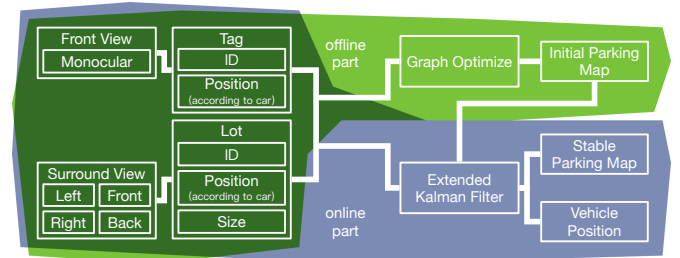 Front View
Monocular
Tag
ID
Position
(according to car)
offline
part
Graph Optimize
Initial Parking
Map
Lot
ID
Position
(according to car)
Size
Surround View
Left
Front
Right
Back
online
part
Extended
Kalman Filter
Stable
Parking Map
Vehicle
Position